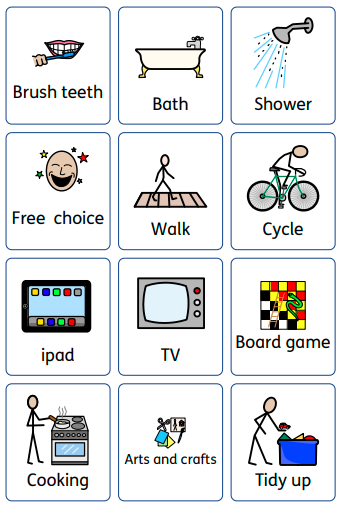 Brush teeth
Bath
Shower
Free choice
Walk
Cycle
ipad
TV
Board game
Cooking
Arts and crafts
Tidy up